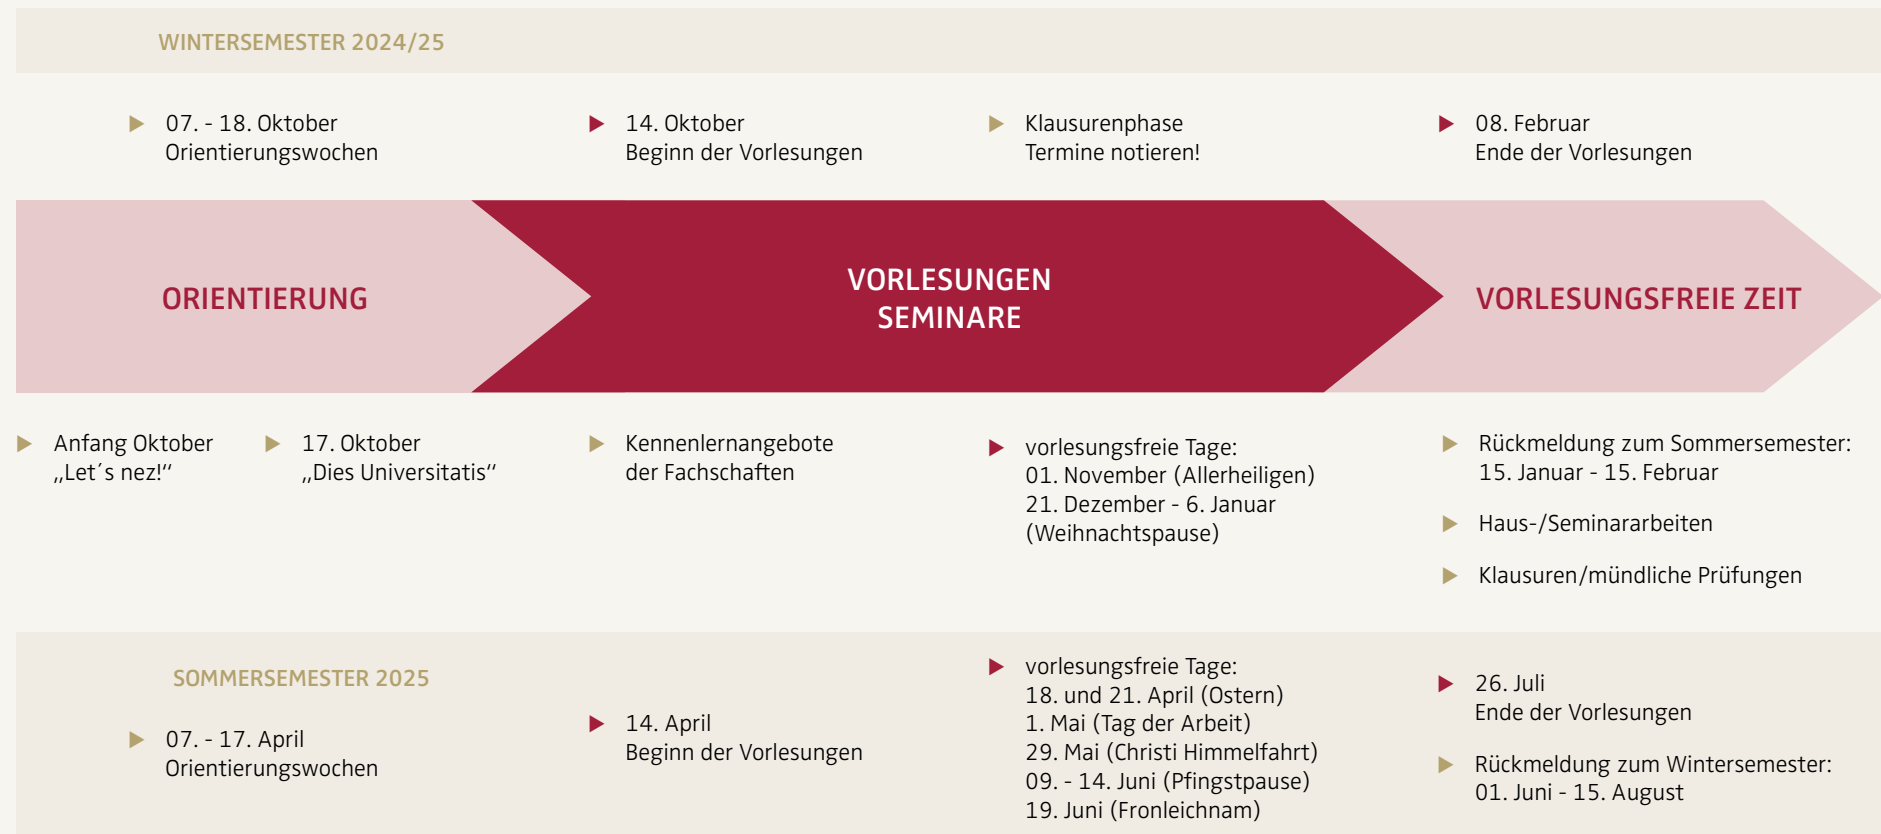 WINTERSEMESTER 2024/25
07. - 18. Oktober
Orientierungswochen
14. Oktober
Beginn der Vorlesungen
Klausurenphase
Termine notieren!
08. Februar
Ende der Vorlesungen
ORIENTIERUNG
VORLESUNGEN
SEMINARE
VORLESUNGSFREIE ZEIT
Anfang Oktober
„Let´s nez!“
17. Oktober
„Dies Universitatis“
Kennenlernangebote
der Fachschaften
vorlesungsfreie Tage:
01. November (Allerheiligen)
21. Dezember - 6. Januar
(Weihnachtspause)
Rückmeldung zum Sommersemester:
15. Januar - 15. Februar
Haus-/Seminararbeiten
Klausuren/mündliche Prüfungen
SOMMERSEMESTER 2025
07. - 17. April
Orientierungswochen
14. April
Beginn der Vorlesungen
vorlesungsfreie Tage:
18. und 21. April (Ostern)
1. Mai (Tag der Arbeit)
29. Mai (Christi Himmelfahrt)
09. - 14. Juni (Pfingstpause)
19. Juni (Fronleichnam)
26. Juli
Ende der Vorlesungen
Rückmeldung zum Wintersemester:
01. Juni - 15. August